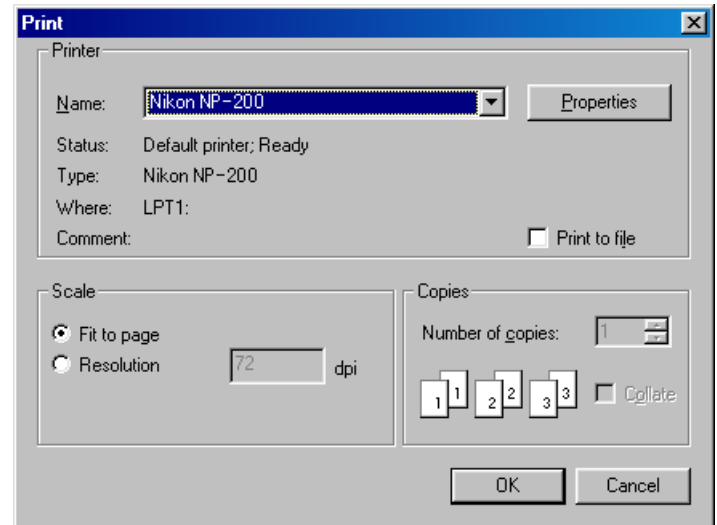 Print
Printer
Name: Nikon NP-200 Properties
Status: Default printer; Ready
Type: Nikon NP-200
Where: LPT1:
Comment: Print to file
Scale
Fit to page
Resolution 72 dpi
Copies
Number of copies: 1
1 1 2 2 3 3 Collate
OK Cancel